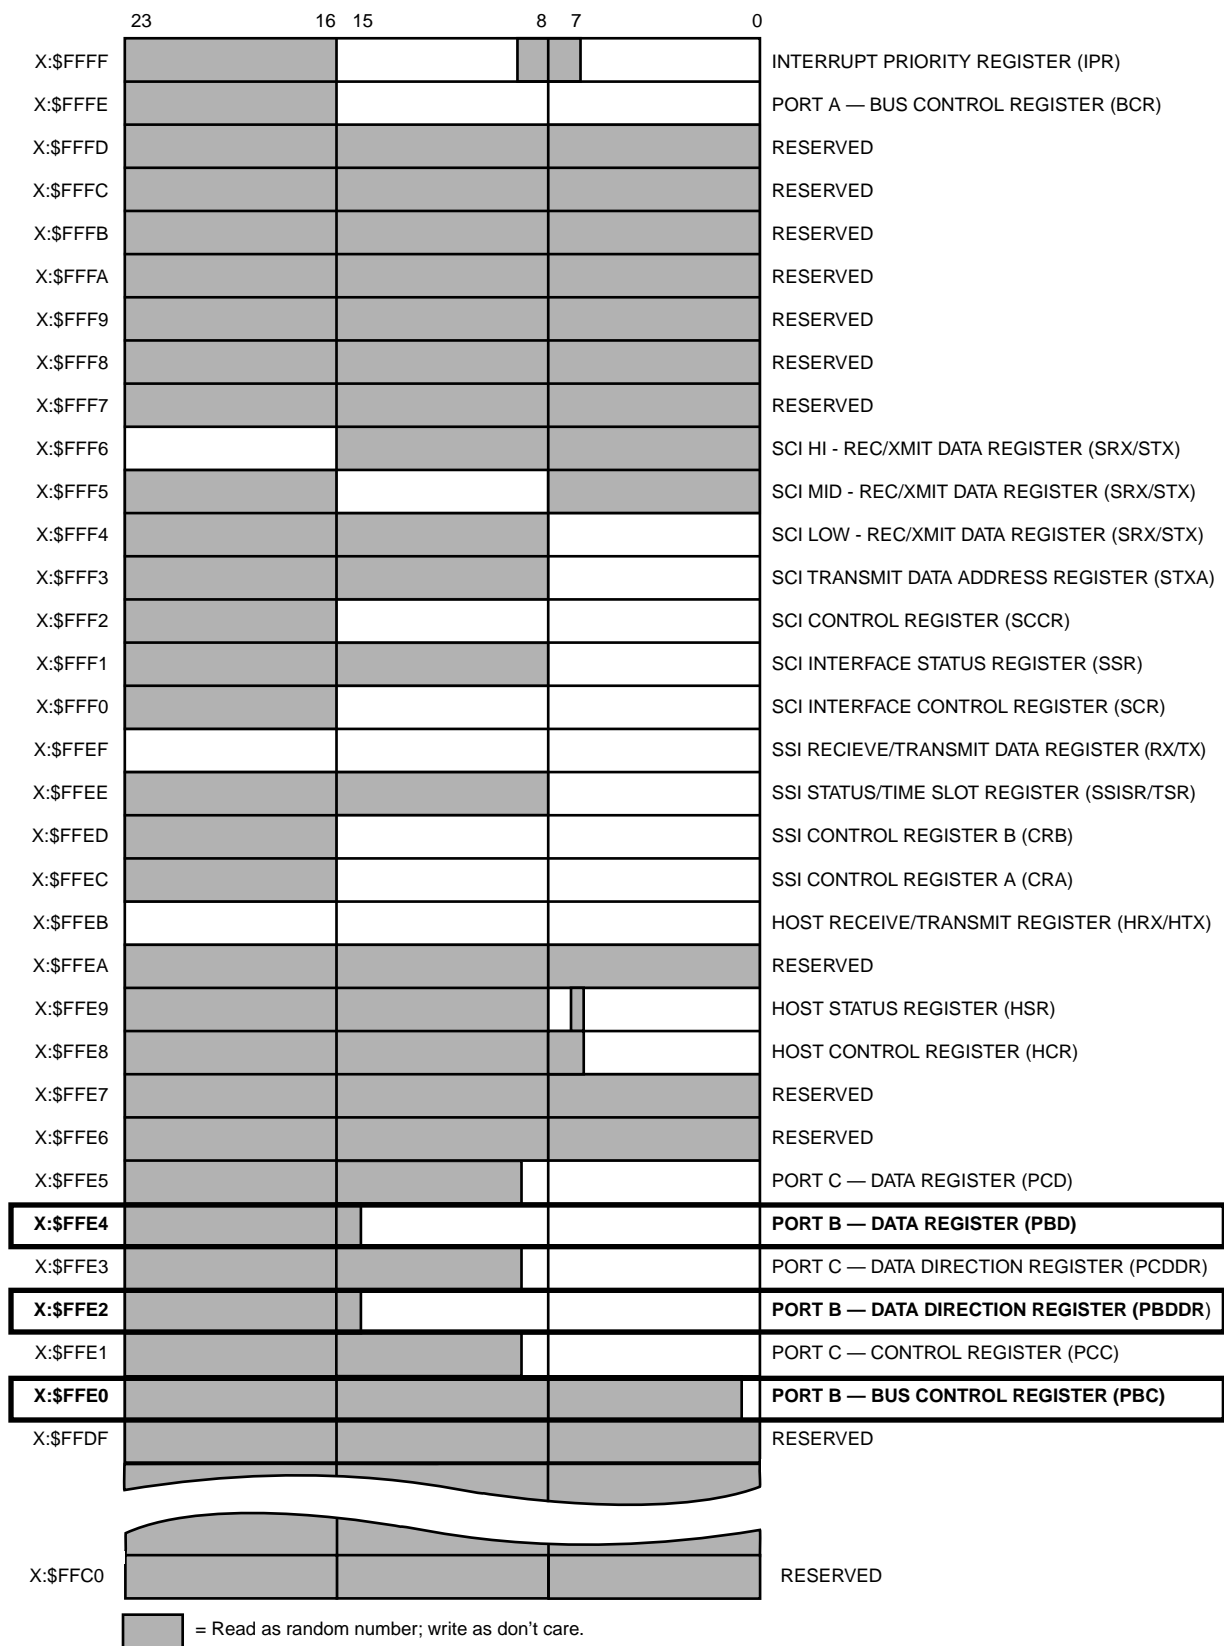 23 16 15 8 7 0
X:$FFFF INTERRUPT PRIORITY REGISTER (IPR)
X:$FFFE PORT A — BUS CONTROL REGISTER (BCR)
X:$FFFD RESERVED
X:$FFFC RESERVED
X:$FFFB RESERVED
X:$FFFA RESERVED
X:$FFF9 RESERVED
X:$FFF8 RESERVED
X:$FFF7 RESERVED
X:$FFF6 SCI HI - REC/XMIT DATA REGISTER (SRX/STX)
X:$FFF5 SCI MID - REC/XMIT DATA REGISTER (SRX/STX)
X:$FFF4 SCI LOW - REC/XMIT DATA REGISTER (SRX/STX)
X:$FFF3 SCI TRANSMIT DATA ADDRESS REGISTER (STXA)
X:$FFF2 SCI CONTROL REGISTER (SCCR)
X:$FFF1 SCI INTERFACE STATUS REGISTER (SSR)
X:$FFF0 SCI INTERFACE CONTROL REGISTER (SCR)
X:$FFEF SSI RECIEVE/TRANSMIT DATA REGISTER (RX/TX)
X:$FFEE SSI STATUS/TIME SLOT REGISTER (SSISR/TSR)
X:$FFED SSI CONTROL REGISTER B (CRB)
X:$FFEC SSI CONTROL REGISTER A (CRA)
X:$FFEB HOST RECEIVE/TRANSMIT REGISTER (HRX/HTX)
X:$FFEA RESERVED
X:$FFE9 HOST STATUS REGISTER (HSR)
X:$FFE8 HOST CONTROL REGISTER (HCR)
X:$FFE7 RESERVED
X:$FFE6 RESERVED
X:$FFE5 PORT C — DATA REGISTER (PCD)
X:$FFE4 PORT B — DATA REGISTER (PBD)
X:$FFE3 PORT C — DATA DIRECTION REGISTER (PCDDR)
X:$FFE2 PORT B — DATA DIRECTION REGISTER (PBDDR)
X:$FFE1 PORT C — CONTROL REGISTER (PCC)
X:$FFE0 PORT B — BUS CONTROL REGISTER (PBC)
X:$FFDF RESERVED
X:$FFC0 RESERVED
= Read as random number; write as don’t care.